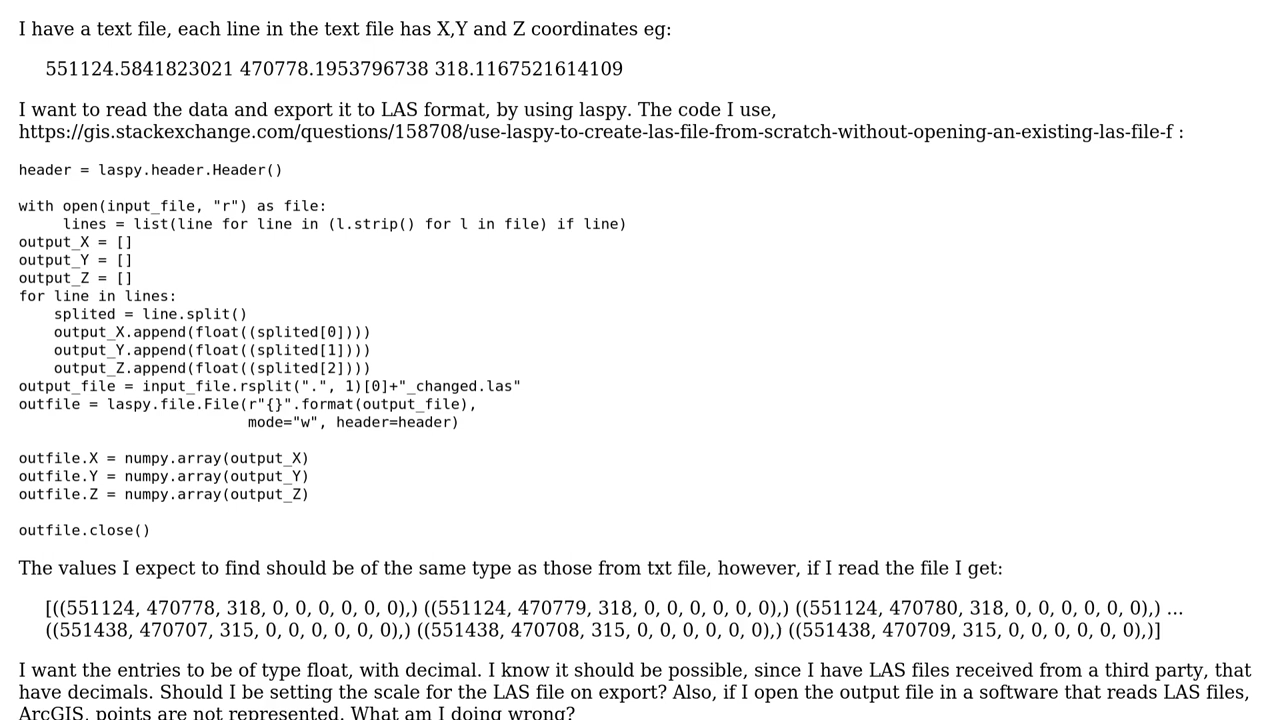 I have a text file, each line in the text file has X,Y and Z coordinates eg:
551124.5841823021 470778.1953796738 318.1167521614109
I want to read the data and export it to LAS format, by using laspy. The code I use,
https://gis.stackexchange.com/questions/158708/use-laspy-to-create-las-file-from-scratch-without-opening-an-existing-las-file-f :
header = laspy.header.Header()
with open(input_file, "r") as file:
     lines = list(line for line in (l.strip() for l in file) if line)
output_X = []
output_Y = []
output_Z = []
for line in lines:
    splited = line.split()
    output_X.append(float((splited[0])))
    output_Y.append(float((splited[1])))
    output_Z.append(float((splited[2])))
output_file = input_file.rsplit(".", 1)[0]+"_changed.las"
outfile = laspy.file.File(r"{}".format(output_file),
                          mode="w", header=header)
outfile.X = numpy.array(output_X)
outfile.Y = numpy.array(output_Y)
outfile.Z = numpy.array(output_Z)
outfile.close()
The values I expect to find should be of the same type as those from txt file, however, if I read the file I get:
[((551124, 470778, 318, 0, 0, 0, 0, 0, 0),) ((551124, 470779, 318, 0, 0, 0, 0, 0, 0),) ((551124, 470780, 318, 0, 0, 0, 0, 0, 0),) ...
((551438, 470707, 315, 0, 0, 0, 0, 0, 0),) ((551438, 470708, 315, 0, 0, 0, 0, 0, 0),) ((551438, 470709, 315, 0, 0, 0, 0, 0, 0),)]
I want the entries to be of type float, with decimal. I know it should be possible, since I have LAS files received from a third party, that
have decimals. Should I be setting the scale for the LAS file on export? Also, if I open the output file in a software that reads LAS files,
ArcGIS, points are not represented. What am I doing wrong?